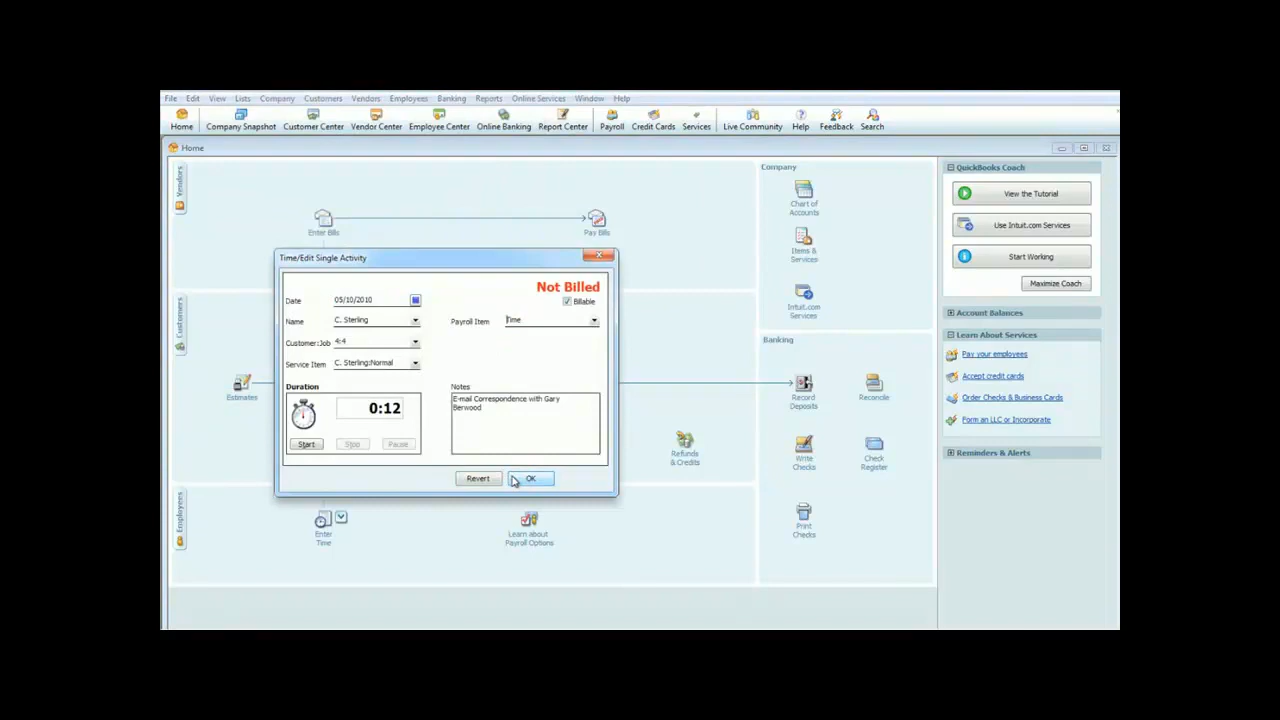 File Edit View Lists Company Customers Vendors Employees Banking Reports Online Services Window Help
Home Company Snapshot Customer Center Vendor Center Employee Center Online Banking Report Center Payroll Credit Cards Services Live Community Help Feedback Search
Home
Vendors
Enter Bills
Pay Bills
Customers
Estimates
Refunds
& Credits
Employees
Enter
Time
Learn about
Payroll Options
Time/Edit Single Activity
Not Billed
Date 05/10/2010
Billable
Name C. Sterling
Payroll Item Time
Customer:Job 4:4
Service Item C. Sterling:Normal
Duration
0:12
Start Stop Pause
Notes
E-mail Correspondence with Gary
Berwood
Revert OK
Company
Chart of
Accounts
Items &
Services
Intuit.com
Services
Banking
Record
Deposits
Reconcile
Write
Checks
Check
Register
Print
Checks
QuickBooks Coach
View the Tutorial
Use Intuit.com Services
Start Working
Maximize Coach
Account Balances
Learn About Services
Pay your employees
Accept credit cards
Order Checks & Business Cards
Form an LLC or Incorporate
Reminders & Alerts